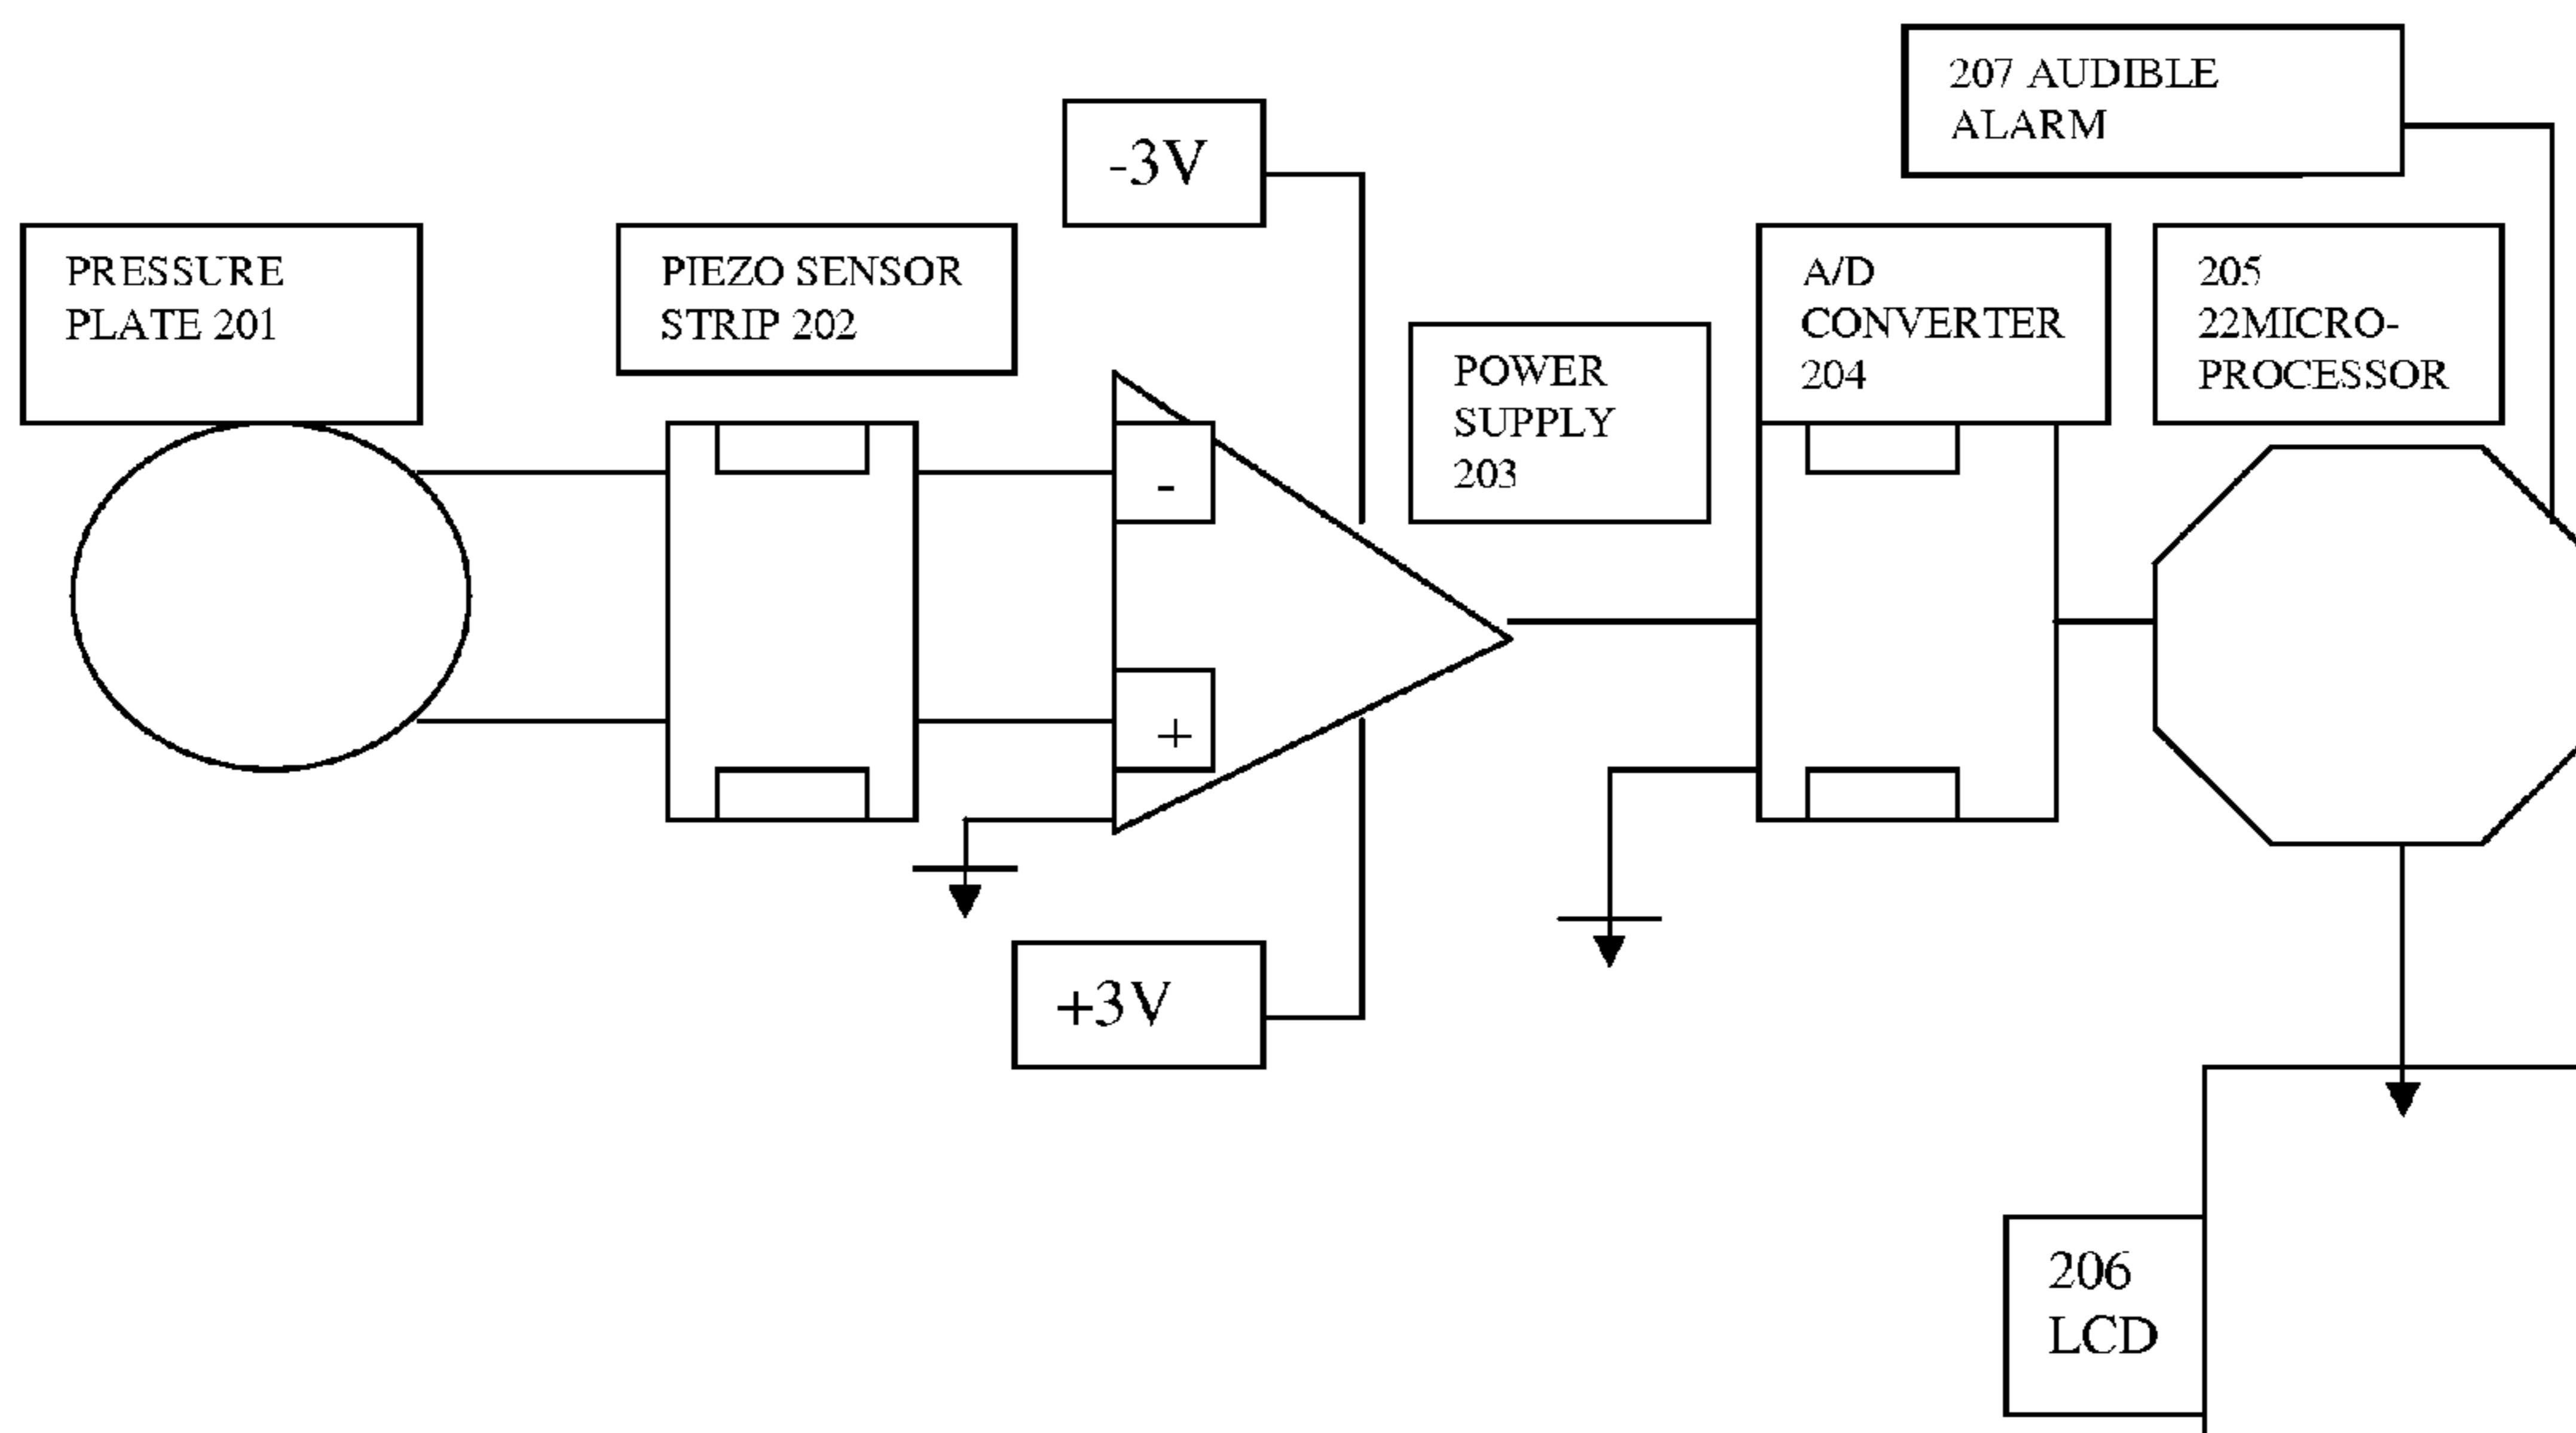 207 AUDIBLE
ALARM
-3V
PRESSURE
PLATE 201
PIEZO SENSOR
STRIP 202
POWER
SUPPLY
203
A/D
CONVERTER
204
205
22MICRO-
PROCESSOR
-
+
+3V
206
LCD